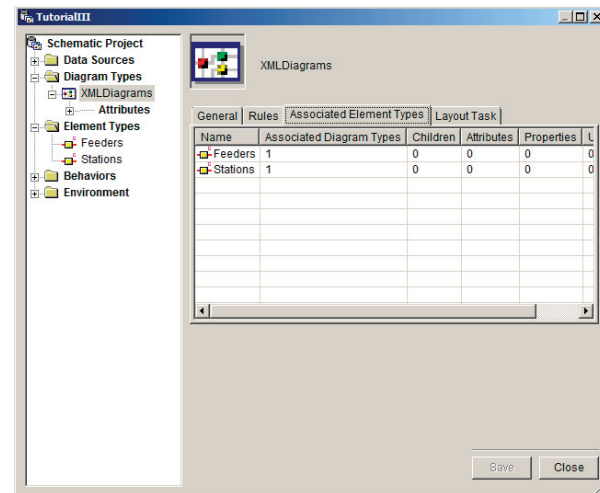 TutorialIII
Schematic Project
Data Sources
Diagram Types
XMLDiagrams
Attributes
Element Types
Feeders
Stations
Behaviors
Environment
XMLDiagrams
General Rules Associated Element Types Layout Task
Name Associated Diagram Types Children Attributes Properties
Feeders 1 0 0 0 0
Stations 1 0 0 0 0
Save Close